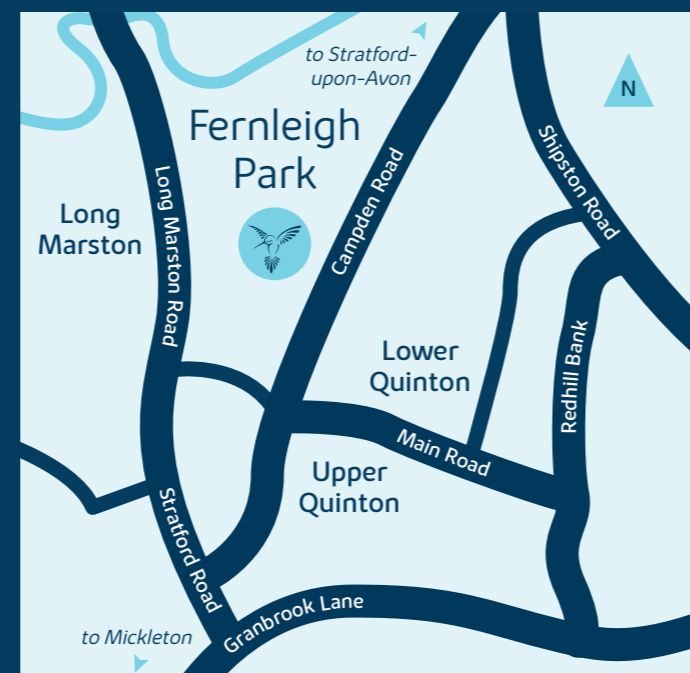 to Stratford-
upon-Avon
N
Fernleigh
Park
Shipston Road
Campden Road
Long Marston Road
Long
Marston
Lower
Quinton
Redhill Bank
Main Road
Upper
Quinton
Stratford Road
Granbrook Lane
to Mickleton